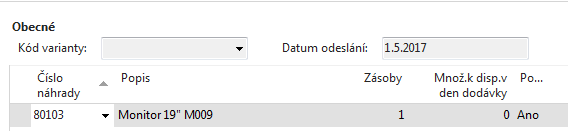 Obecné
Kód varianty: Datum odeslání: 1.5.2017
Číslo náhrady Popis Zásoby Množ.k disp.v den dodávky Po...
80103 Monitor 19" M009 1 0 Ano